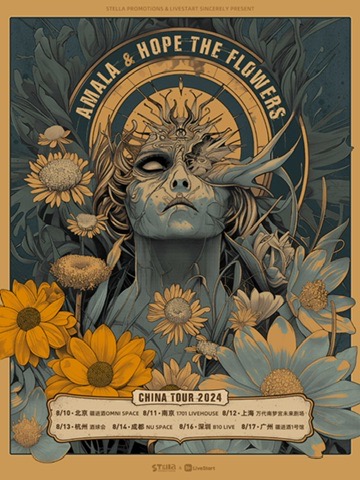 STELLA PROMOTIONS & LIVESTART SINCERELY PRESENT
AMALA & HOPE THE FLOWERS
CHINA TOUR 2024
8/10·北京 疆进酒OMNI SPACE 8/11·南京 1701 LIVEHOUSE 8/12·上海 万代南梦宫未来剧场
8/13·杭州 酒球会 8/14·成都 NU SPACE 8/16·深圳 B10 LIVE 8/17·广州 疆进酒1号馆
STELLA × LiveStart